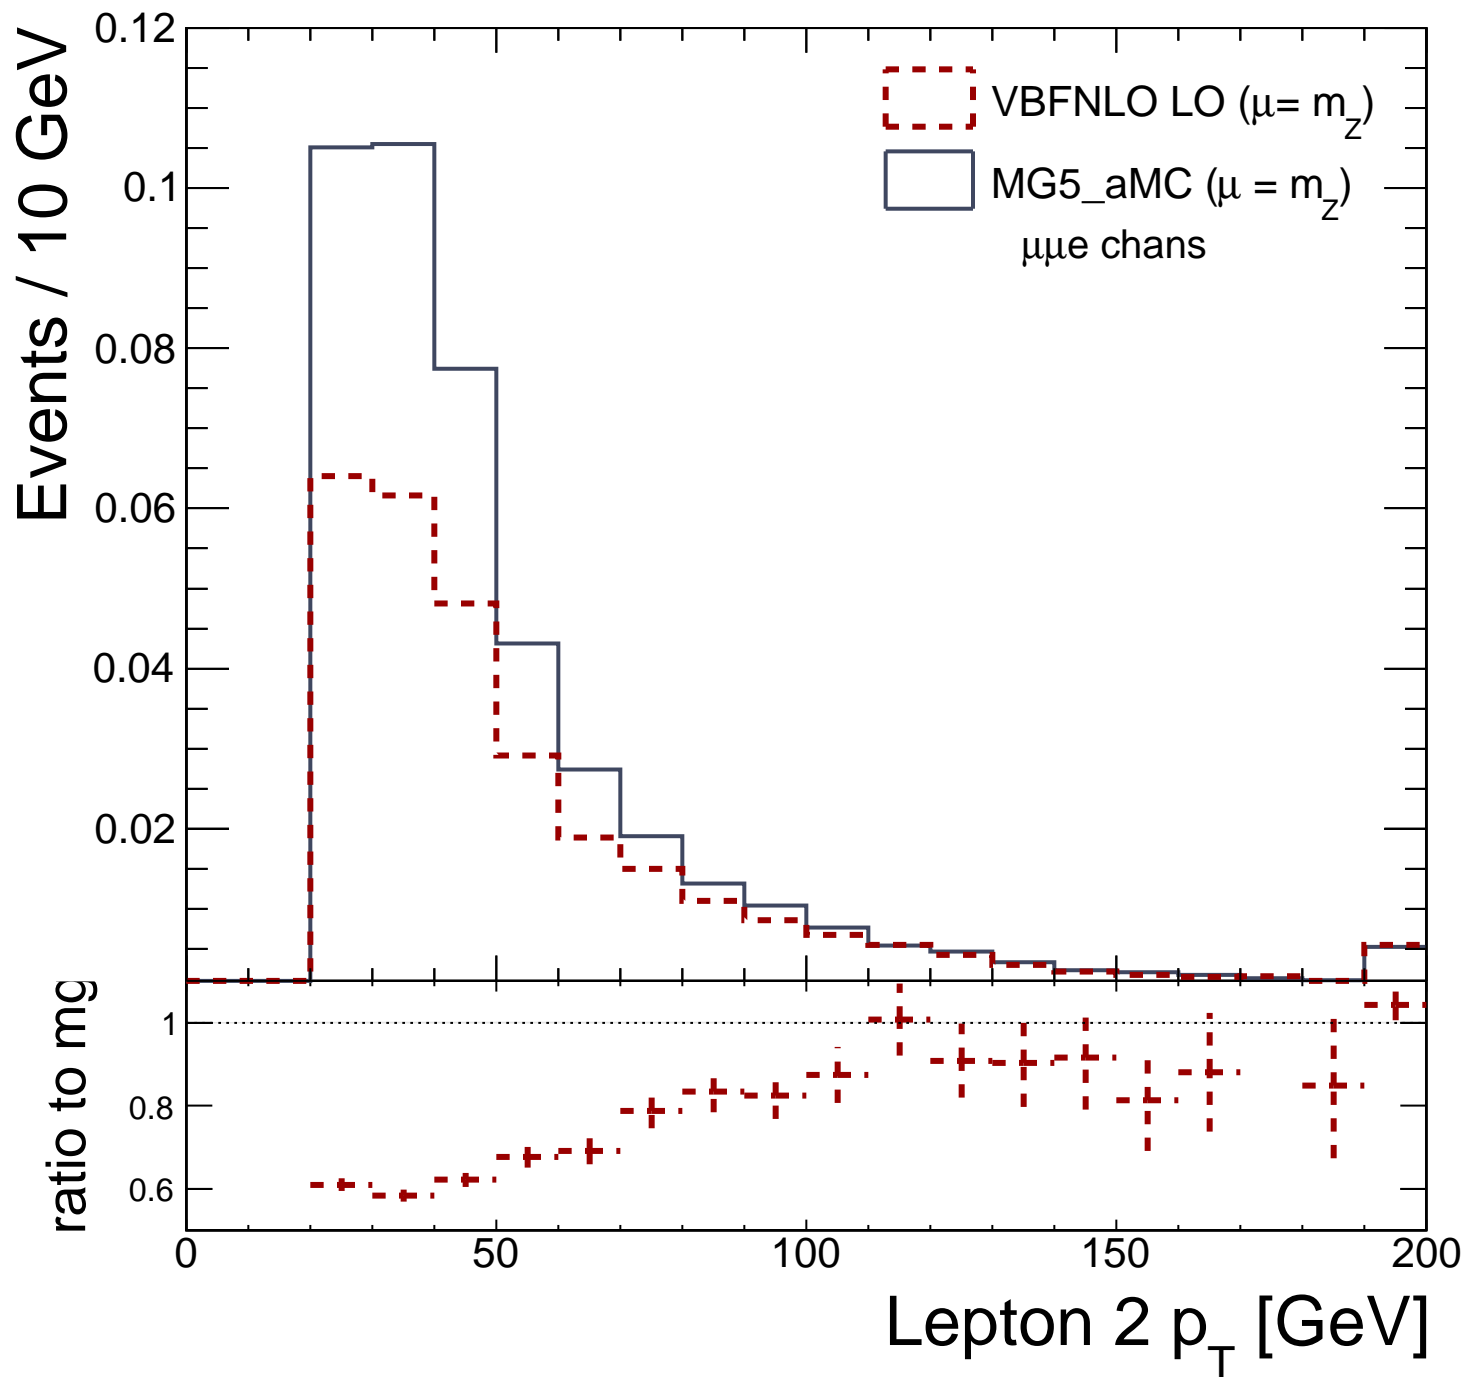 0.12
0.1
0.08
0.06
0.04
0.02
Events / 10 GeV
VBFNLO LO (μ= m_Z)
MG5_aMC (μ = m_Z)
μμe chans
1
0.8
0.6
ratio to mg
0 50 100 150 200
Lepton 2 p_T [GeV]